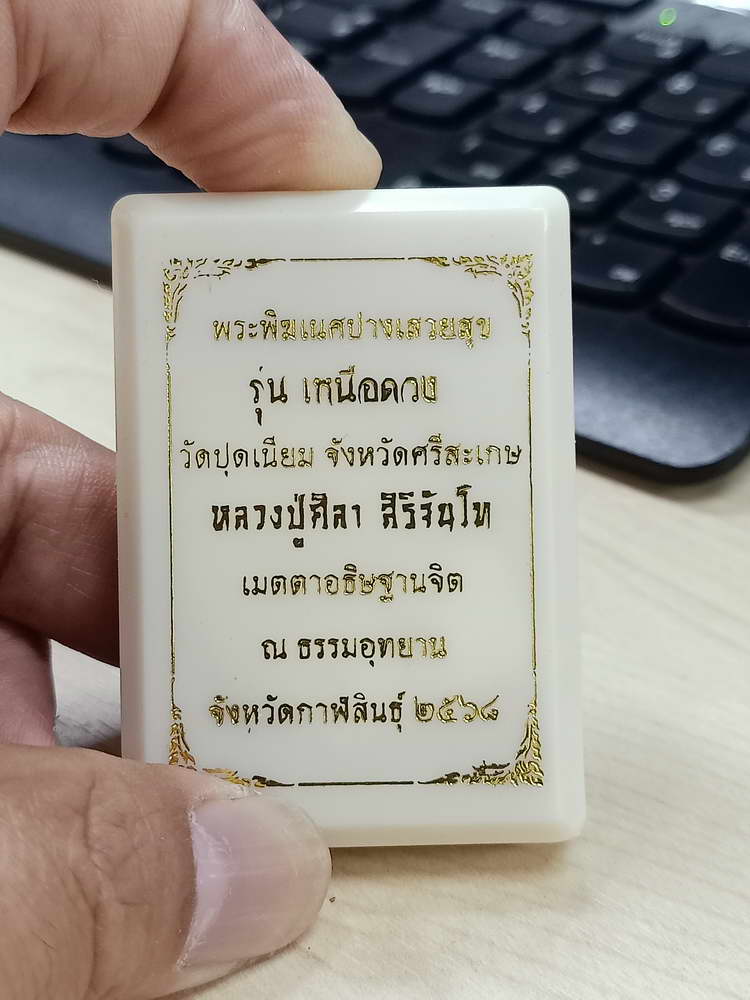 พระพิฆเนศปางเสวยสุข
รุ่น เหนือดวง
วัดปุดเนียม จังหวัดศรีสะเกษ
หลวงปู่ศิลา สิริจันโท
เมตตาอธิษฐานจิต
ณ ธรรมอุทยาน
จังหวัดกาฬสินธุ์ ๒๕๖๘